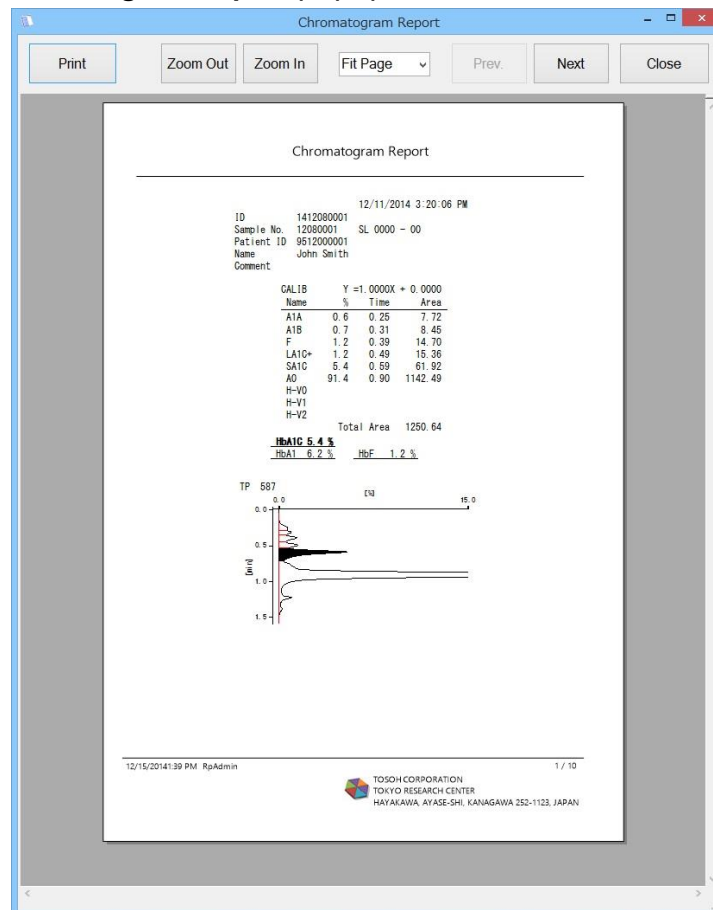 Chromatogram Report
Print Zoom Out Zoom In Fit Page Prev. Next Close
Chromatogram Report
12/11/2014 3:20:06 PM
ID 1412080001
Sample No. 12080001 SL 0000 - 00
Patient ID 9512000001
Name John Smith
Comment
CALIB Y =1.0000X + 0.0000
Name % Time Area
A1A 0.6 0.25 7.72
A1B 0.7 0.31 8.45
F 1.2 0.39 14.70
LA1C+ 1.2 0.49 15.36
SA1C 5.4 0.59 61.92
A0 91.4 0.90 1142.49
H-V0
H-V1
H-V2
Total Area 1250.64
HbA1C 5.4 %
HbA1 6.2 % HbF 1.2 %
TP 587
[%]
0.0 15.0
0.0
0.5
[min]
1.0
1.5
12/15/20141:39 PM RpAdmin 1 / 10
TOSOH CORPORATION
TOKYO RESEARCH CENTER
HAYAKAWA, AYASE-SHI, KANAGAWA 252-1123, JAPAN